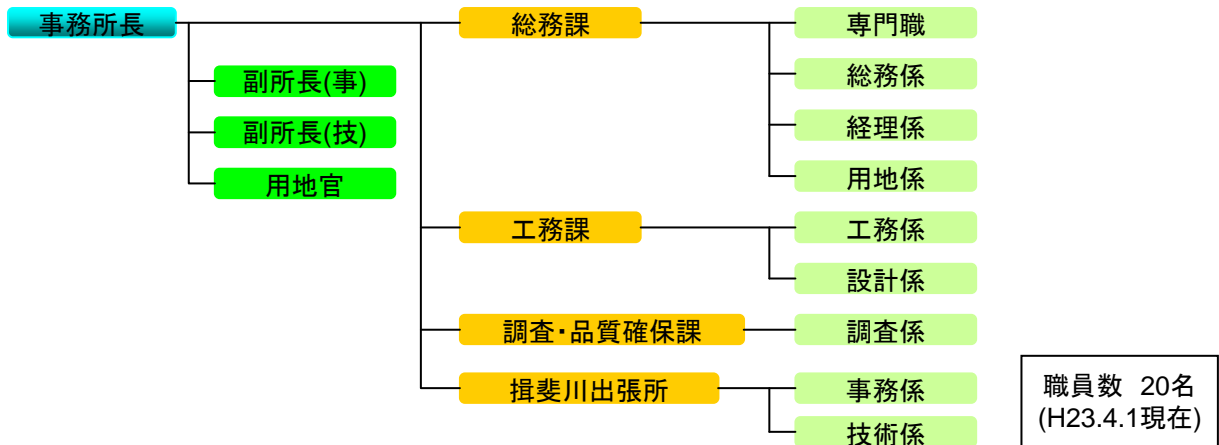 事務所長
総務課
専門職
副所長(事)
総務係
副所長(技)
経理係
用地官
用地係
工務課
工務係
設計係
調査・品質確保課
調査係
揖斐川出張所
事務係
技術係
職員数 20名
(H23.4.1現在)